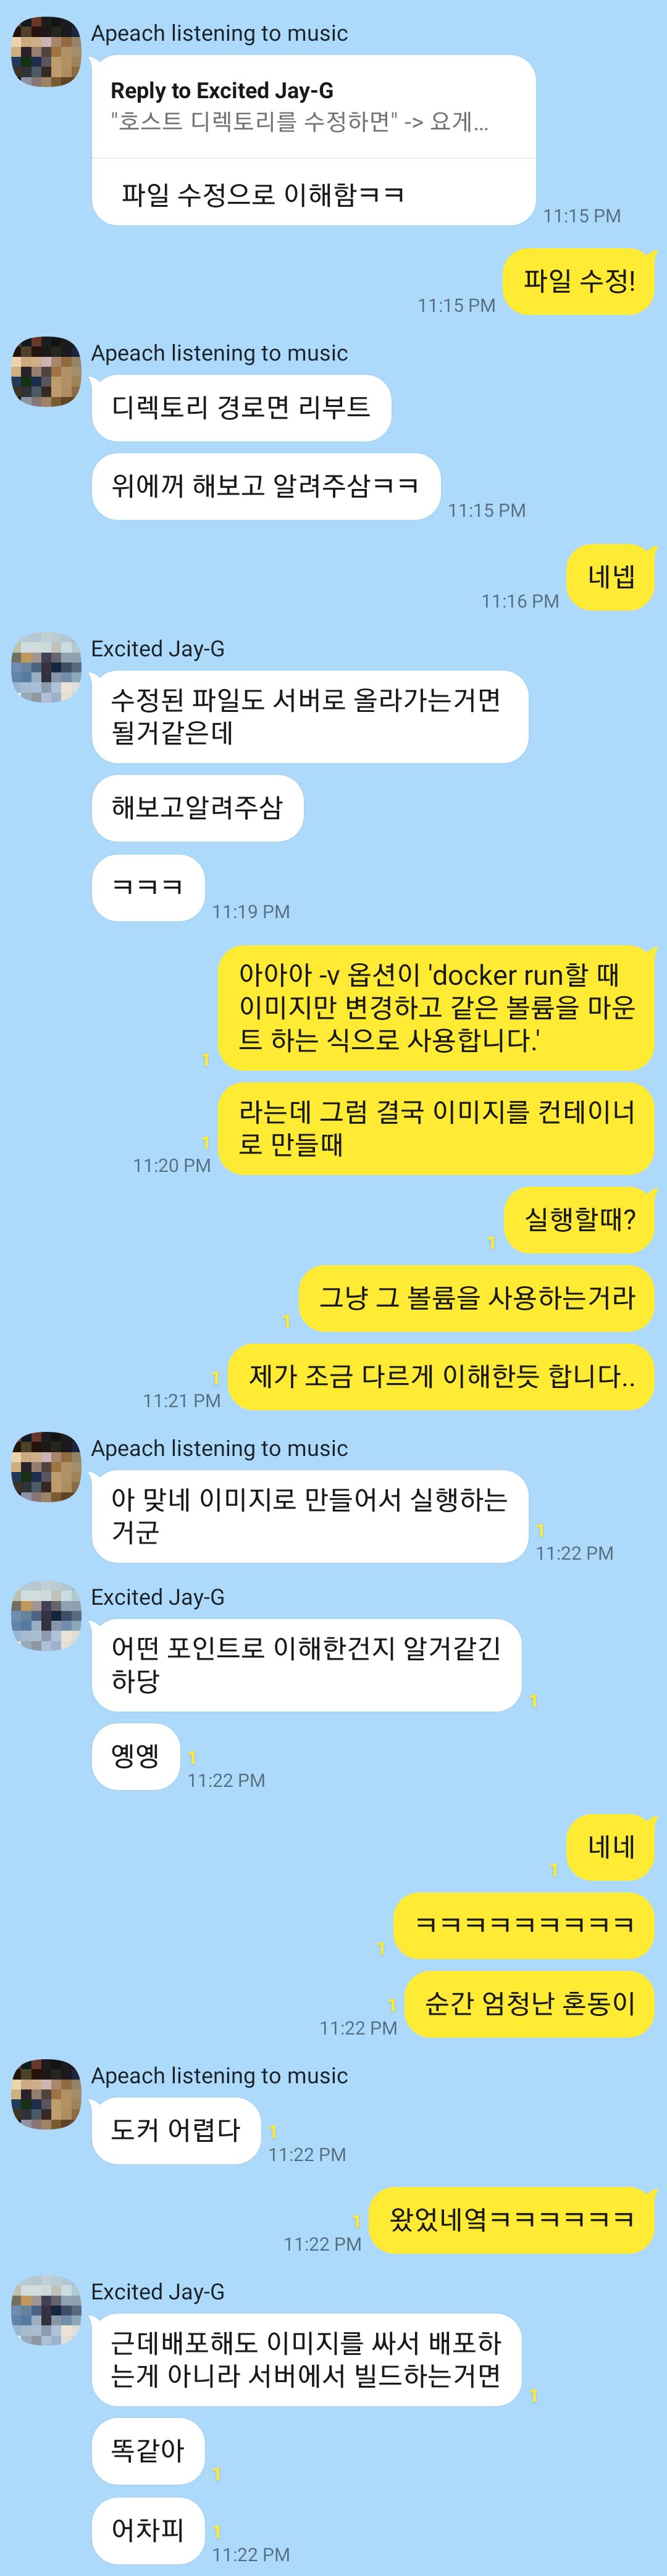 Apeach listening to music
Reply to Excited Jay-G
"호스트 디렉토리를 수정하면" -> 요게...
파일 수정으로 이해함ㅋㅋ
11:15 PM
파일 수정!
11:15 PM
Apeach listening to music
디렉토리 경로면 리부트
위에꺼 해보고 알려주삼ㅋㅋ
11:15 PM
네넵
11:16 PM
Excited Jay-G
수정된 파일도 서버로 올라가는거면
될거같은데
해보고알려주삼
ㅋㅋㅋ
11:19 PM
아아아 -v 옵션이 'docker run할 때
이미지만 변경하고 같은 볼륨을 마운
트 하는 식으로 사용합니다.'
1
라는데 그럼 결국 이미지를 컨테이너
로 만들때
1
11:20 PM
실행할때?
1
그냥 그 볼륨을 사용하는거라
1
제가 조금 다르게 이해한듯 합니다..
1
11:21 PM
Apeach listening to music
아 맞네 이미지로 만들어서 실행하는
거군
1
11:22 PM
Excited Jay-G
어떤 포인트로 이해한건지 알거같긴
하당
1
옝옝
1
11:22 PM
네네
1
ㅋㅋㅋㅋㅋㅋㅋㅋㅋ
1
순간 엄청난 혼동이
1
11:22 PM
Apeach listening to music
도커 어렵다
1
11:22 PM
왔었네옄ㅋㅋㅋㅋㅋㅋ
1
11:22 PM
Excited Jay-G
근데배포해도 이미지를 싸서 배포하
는게 아니라 서버에서 빌드하는거면
1
똑같아
1
어차피
1
11:22 PM